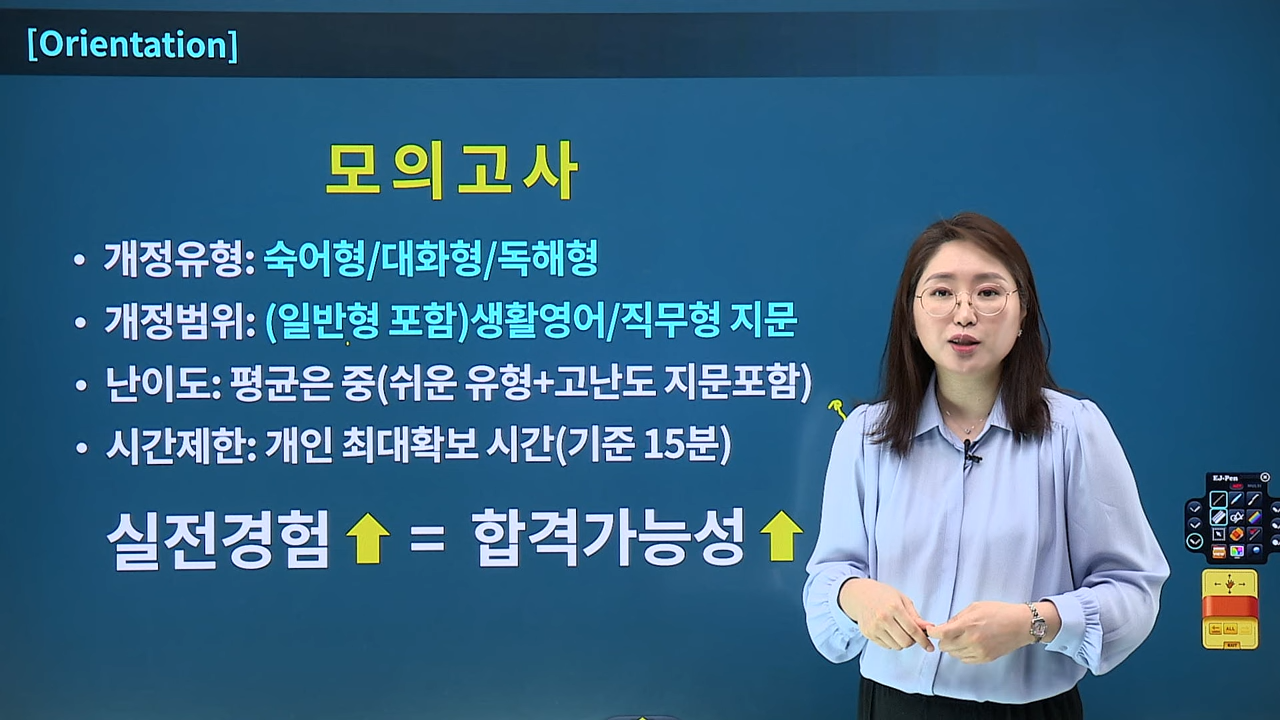 [Orientation]
모의고사
• 개정유형: 숙어형/대화형/독해형
• 개정범위: (일반형 포함)생활영어/직무형 지문
• 난이도: 평균은 중(쉬운 유형+고난도 지문포함)
• 시간제한: 개인 최대확보 시간(기준 15분)
실전경험⬆ = 합격가능성⬆
EJ-Pen
ALL
EXIT